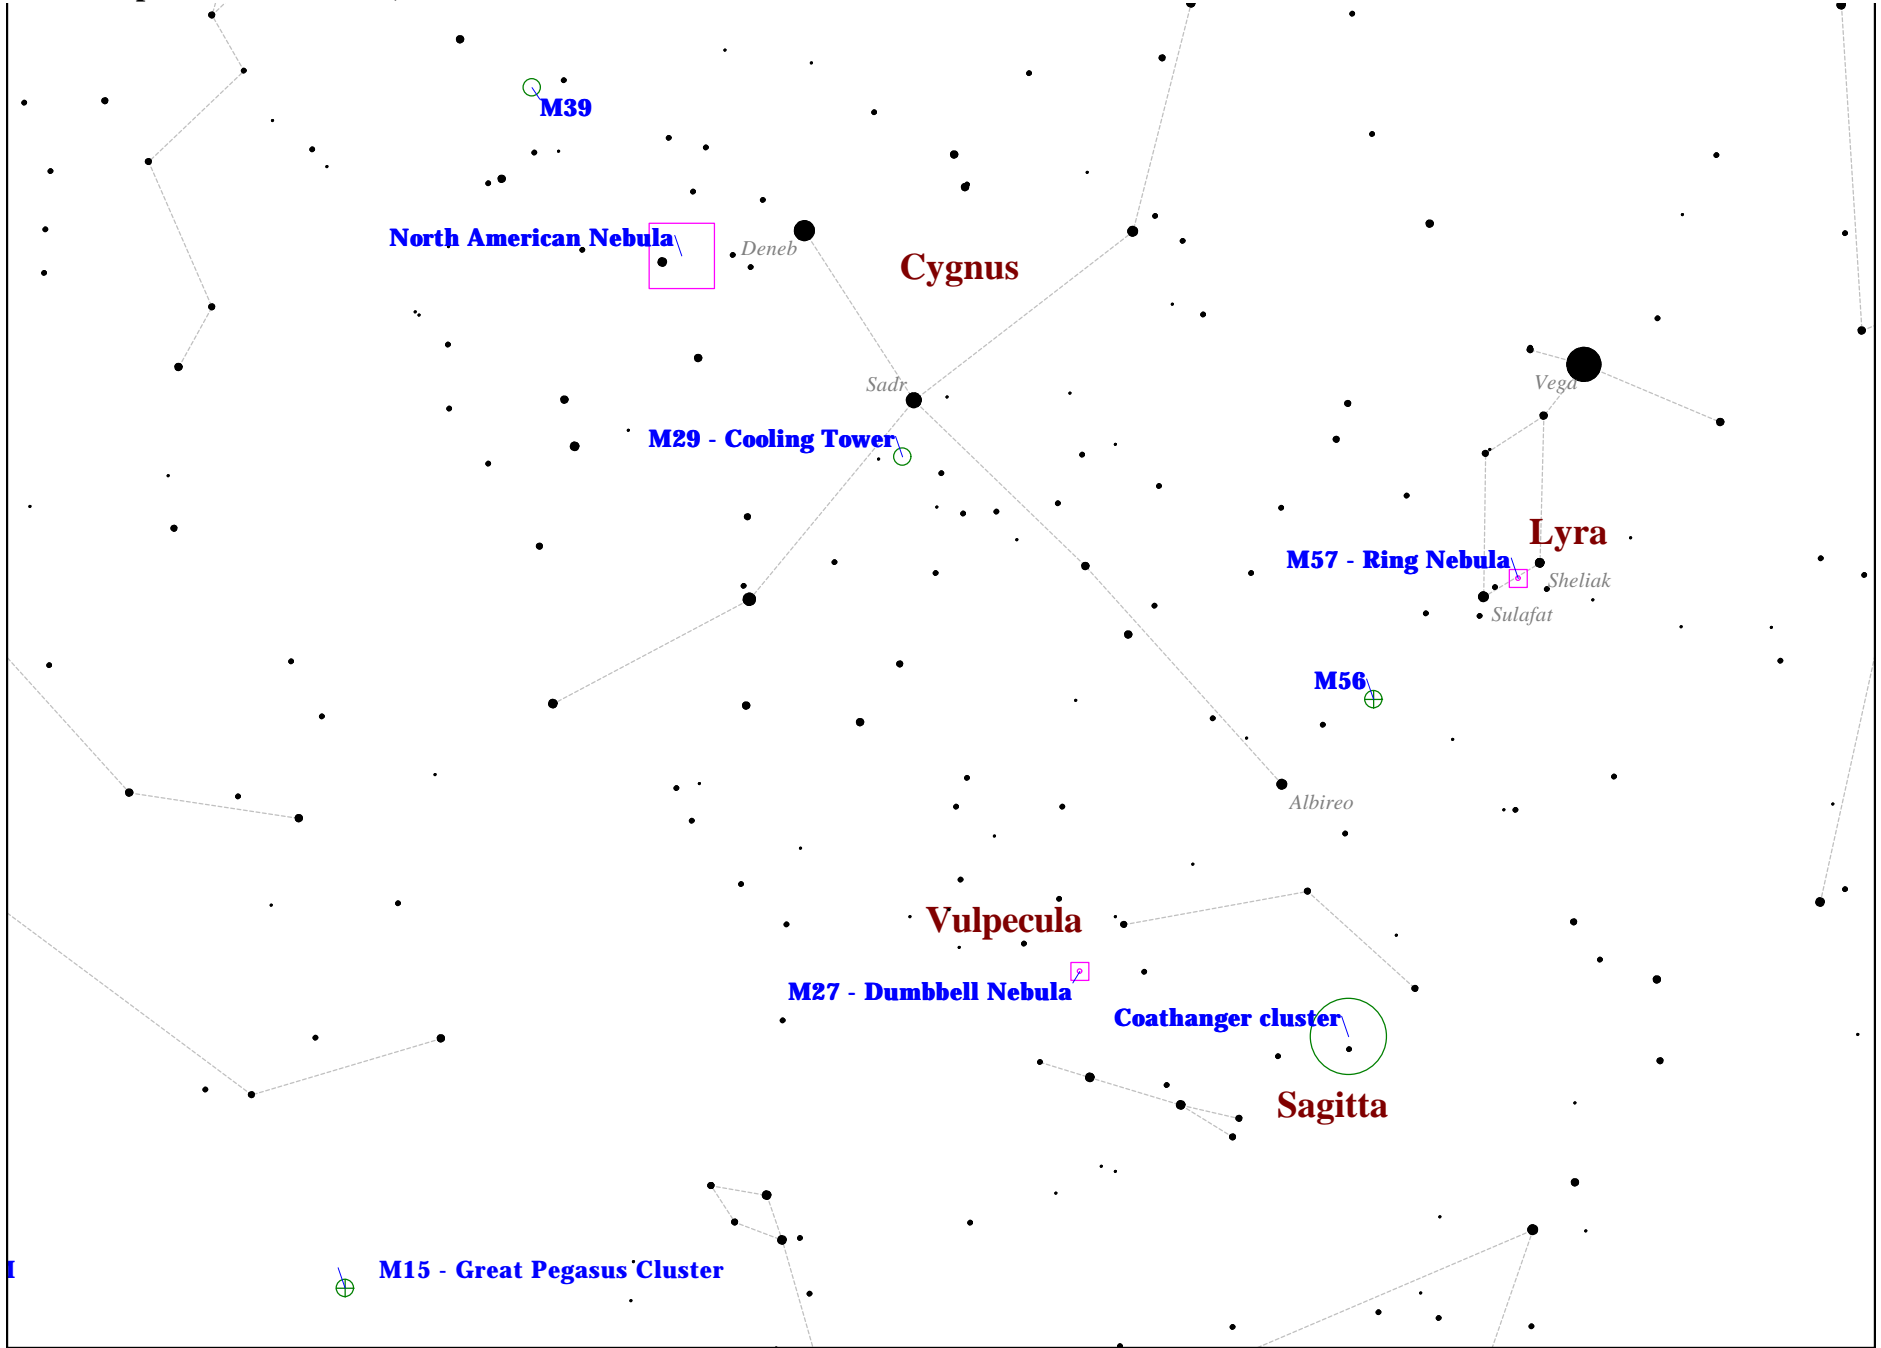 M39
North American Nebula
Deneb
Cygnus
Sadr
Vega
M29 - Cooling Tower
Lyra
M57 - Ring Nebula
Sheliak
Sulafat
M56
Albireo
Vulpecula
M27 - Dumbbell Nebula
Coathanger cluster
Sagitta
M15 - Great Pegasus Cluster